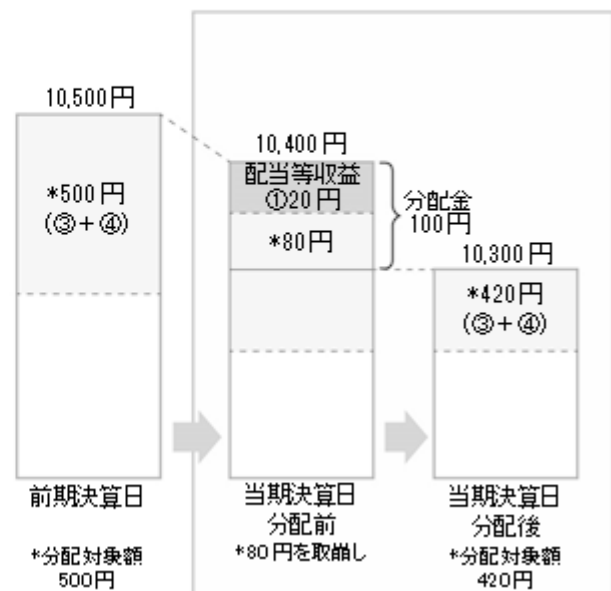 10,500円
*500円
(③+④)
前期決算日
*分配対象額
500円
10,400円
配当等収益
①20円
*80円
分配金
100円
当期決算日
分配前
*80円を取崩し
10,300円
*420円
(③+④)
当期決算日
分配後
*分配対象額
420円